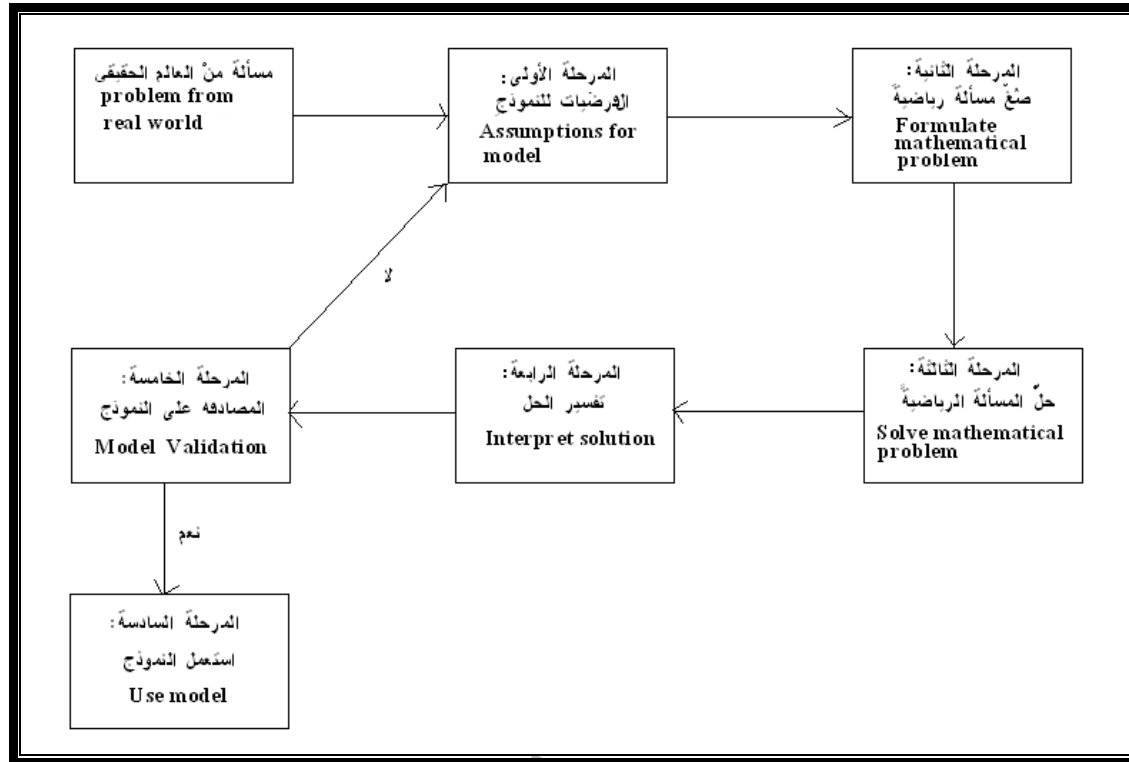 مسألة منْ العالم الحقيقي
problem from
real world
المرحلة الأولى:
الفرضَيات للنموذجِ
Assumptions for
model
المرحلة الثانية:
صُغّ مسألة رياضيةَ
Formulate
mathematical
problem
لا
المرحلة الخامسة:
المصادقه على النموذج
Model Validation
المرحلة الرابعة:
تفسير الحل
Interpret solution
المرحلة الثالثة:
حلّ المسألة الرياضيةَ
Solve mathematical
problem
نعم
المرحلة السادسة:
استعمل النموذج
Use model